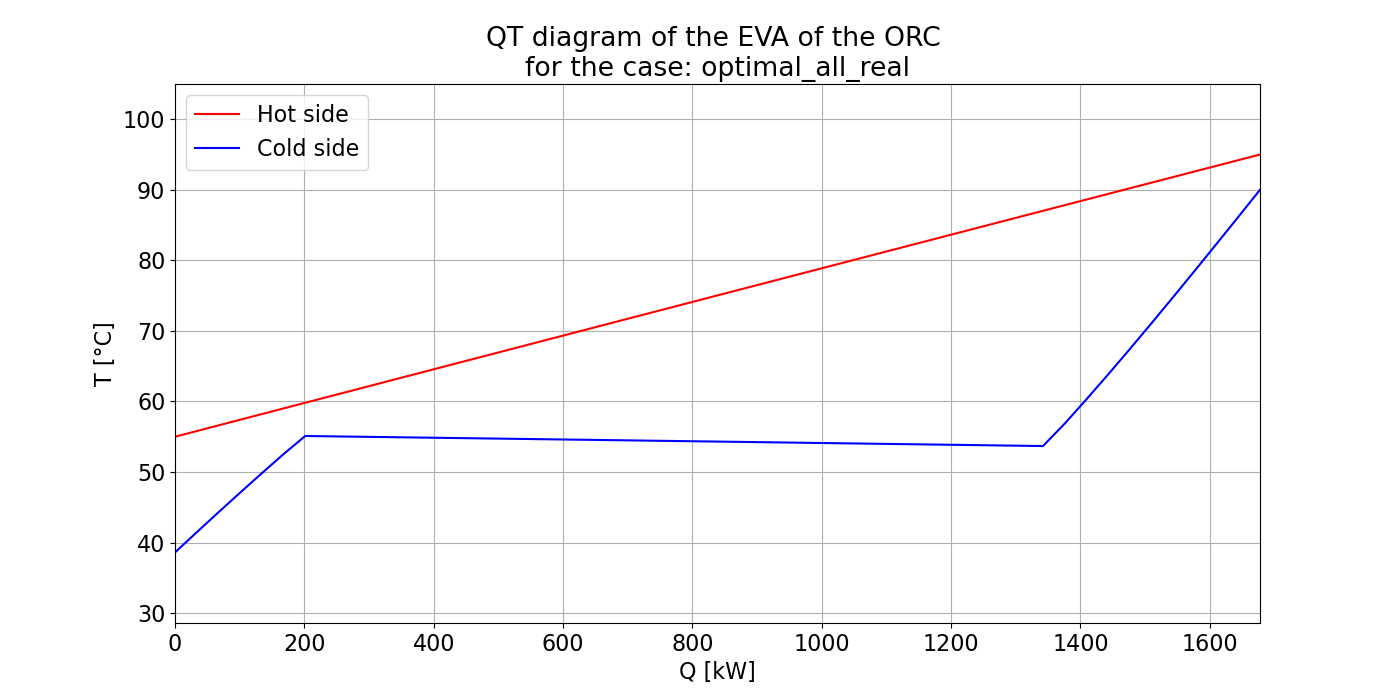 QT diagram of the EVA of the ORC
for the case: optimal_all_real
Hot side
Cold side
T [°C]
100
90
80
70
60
50
40
30
0 200 400 600 800 1000 1200 1400 1600
Q [kW]